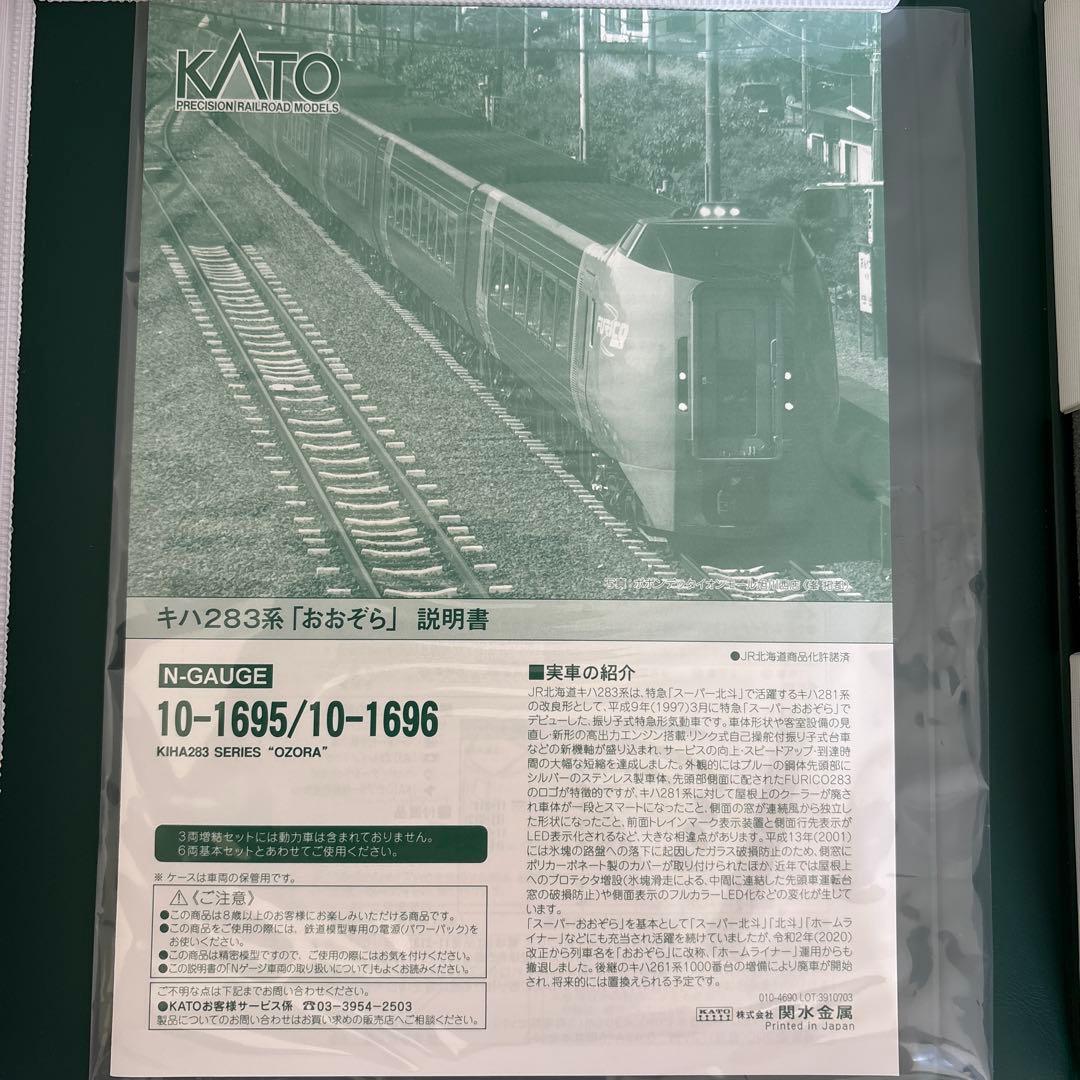 KATO
PRECISION RAILROAD MODELS
キハ283系「おおぞら」 説明書
●JR北海道商品化許諾済
N-GAUGE
10-1695/10-1696
KIHA283 SERIES “OZORA”
3両増結セットには動力車は含まれておりません。
6両基本セットとあわせてご使用ください。
※ ケースは車両の保管用です。
⚠《ご注意》
●この商品は8歳以上のお客様にお楽しみいただける商品です。
●この商品をご使用の際には、鉄道模型専用の電源(パワーパック)を
お使いください。
●この商品は精密模型ですので、ご使用の際にはお気を付けください。
●この説明書の「Nゲージ車両の取り扱いについて」もよくお読みください。
ご不明な点は下記までお問い合わせください。
●KATOお客様サービス係 ☎03-3954-2503
製品についてのお問い合わせはお買い求めの販売店へご相談ください。
■実車の紹介
JR北海道キハ283系は、特急「スーパー北斗」で活躍するキハ281系
の改良形として、平成9年(1997)3月に特急「スーパーおおぞら」で
デビューした、振り子式特急形気動車です。車体形状や客室設備の見
直し・新形の高出力エンジン搭載・リンク式自己操舵付振り子式台車
などの新機軸が盛り込まれ、サービスの向上・スピードアップ・到達時
間の大幅な短縮を達成しました。外観的にはブルーの鋼体先頭部に
シルバーのステンレス製車体、先頭部側面に配されたFURICO283
のロゴが特徴的ですが、キハ281系に対して屋根上のクーラーが廃さ
れ車体が一段とスマートになったこと、側面の窓が連続風から独立し
た形状になったこと、前面トレインマーク表示装置と側面行先表示が
LED表示化されるなど、大きな相違点があります。平成13年(2001)
には氷塊の路盤への落下に起因したガラス破損防止のため、側窓に
ポリカーボネート製のカバーが取り付けられたほか、近年では屋根上
へのプロテクタ増設(氷塊滑走による、中間に連結した先頭車運転台
窓の破損防止)や側面表示のフルカラーLED化などの変化が生じて
います。
「スーパーおおぞら」を基本として「スーパー北斗」「北斗」「ホームラ
イナー」などにも充当され活躍を続けていましたが、令和2年(2020)
改正から列車名を「おおぞら」に改称、「ホームライナー」運用からも
撤退しました。後継のキハ261系1000番台の増備により廃車が開始
され、将来的には置換えられる予定です。
010-4690 LOT:3910703
KATO 株式会社 関水金属
Printed in Japan